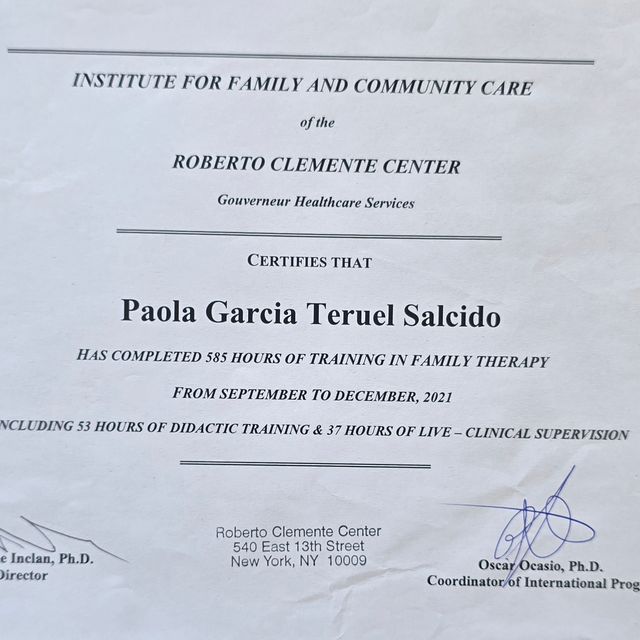 INSTITUTE FOR FAMILY AND COMMUNITY CARE
of the
ROBERTO CLEMENTE CENTER
Gouverneur Healthcare Services
CERTIFIES THAT
Paola Garcia Teruel Salcido
HAS COMPLETED 585 HOURS OF TRAINING IN FAMILY THERAPY
FROM SEPTEMBER TO DECEMBER, 2021
NCLUDING 53 HOURS OF DIDACTIC TRAINING & 37 HOURS OF LIVE – CLINICAL SUPERVISION
Roberto Clemente Center
540 East 13th Street
New York, NY 10009
e Inclan, Ph.D.
Director
Oscar Ocasio, Ph.D.
Coordinator of International Prog